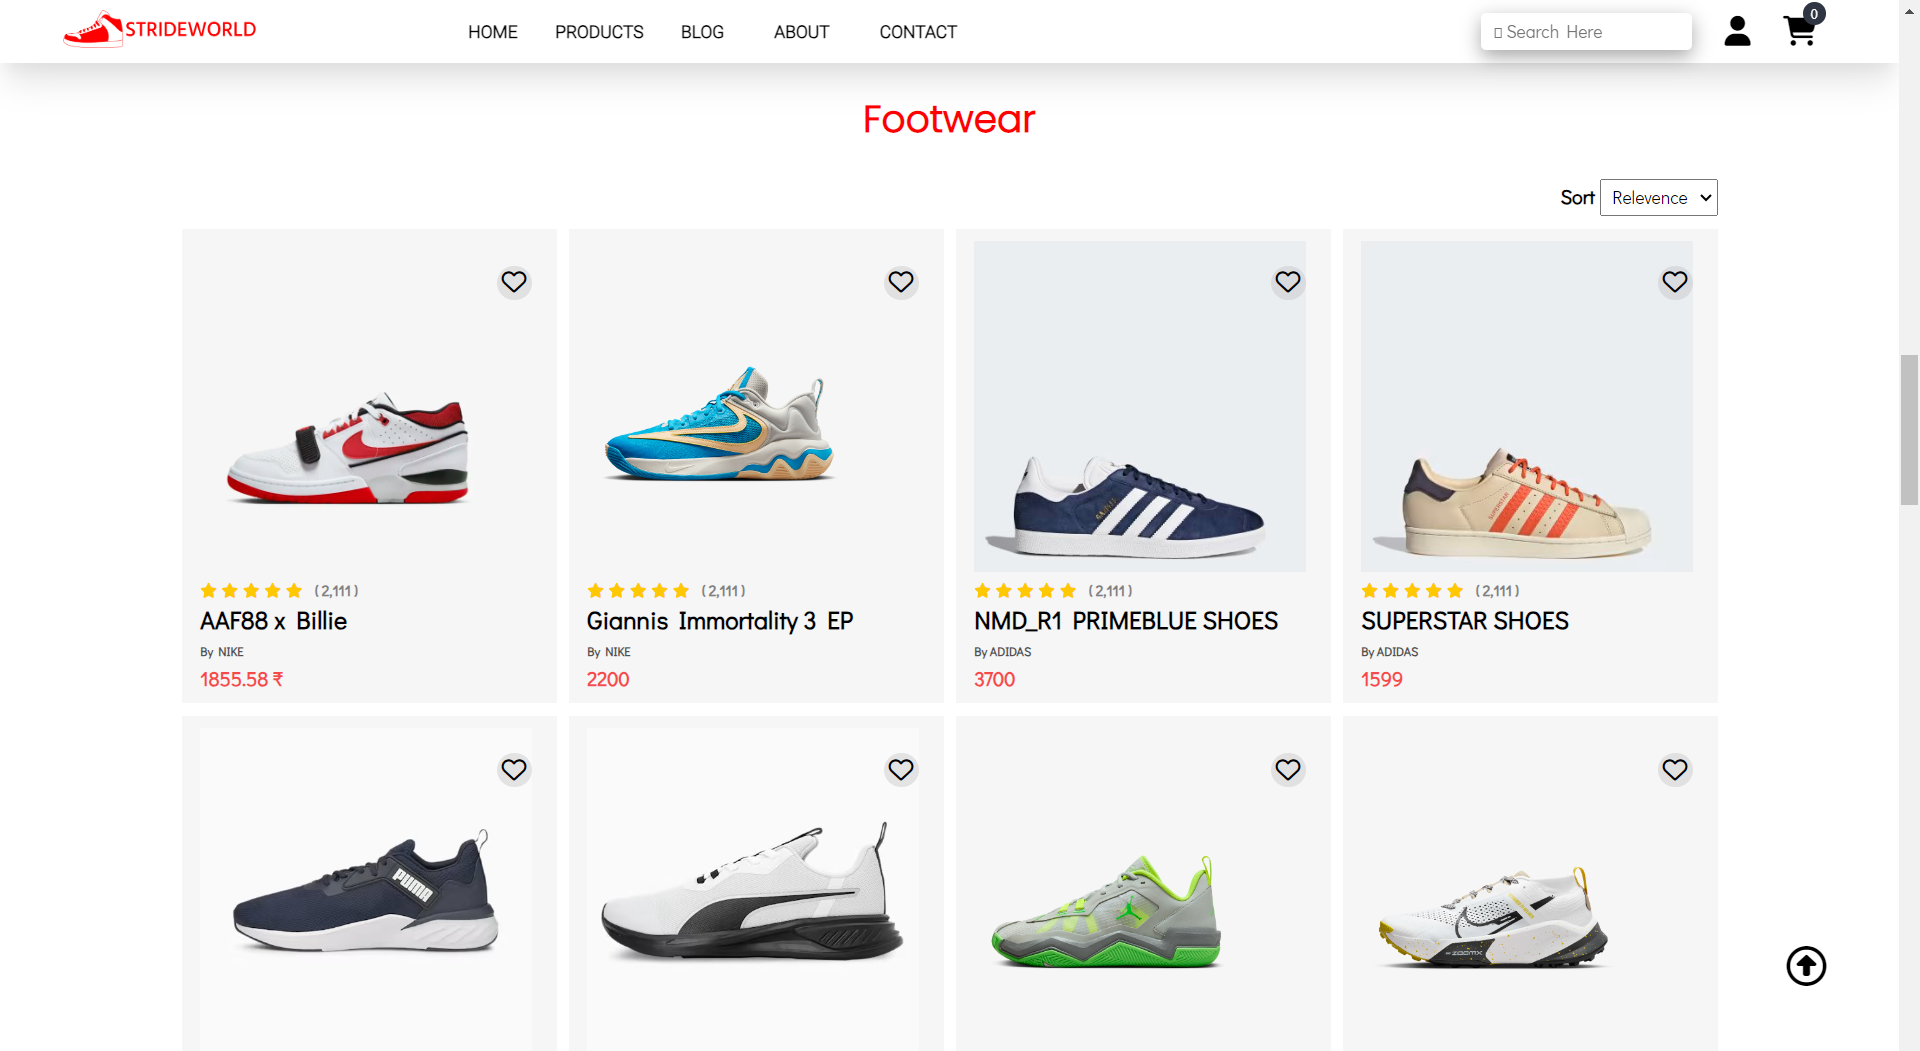 STRIDEWORLD HOME PRODUCTS BLOG ABOUT CONTACT Search Here 0
Footwear
Sort Relevence
( 2,111 ) ( 2,111 ) ( 2,111 ) ( 2,111 )
AAF88 x Billie Giannis Immortality 3 EP NMD_R1 PRIMEBLUE SHOES SUPERSTAR SHOES
By NIKE By NIKE By ADIDAS By ADIDAS
1855.58 ₹ 2200 3700 1599
PUMA
ZOOMX